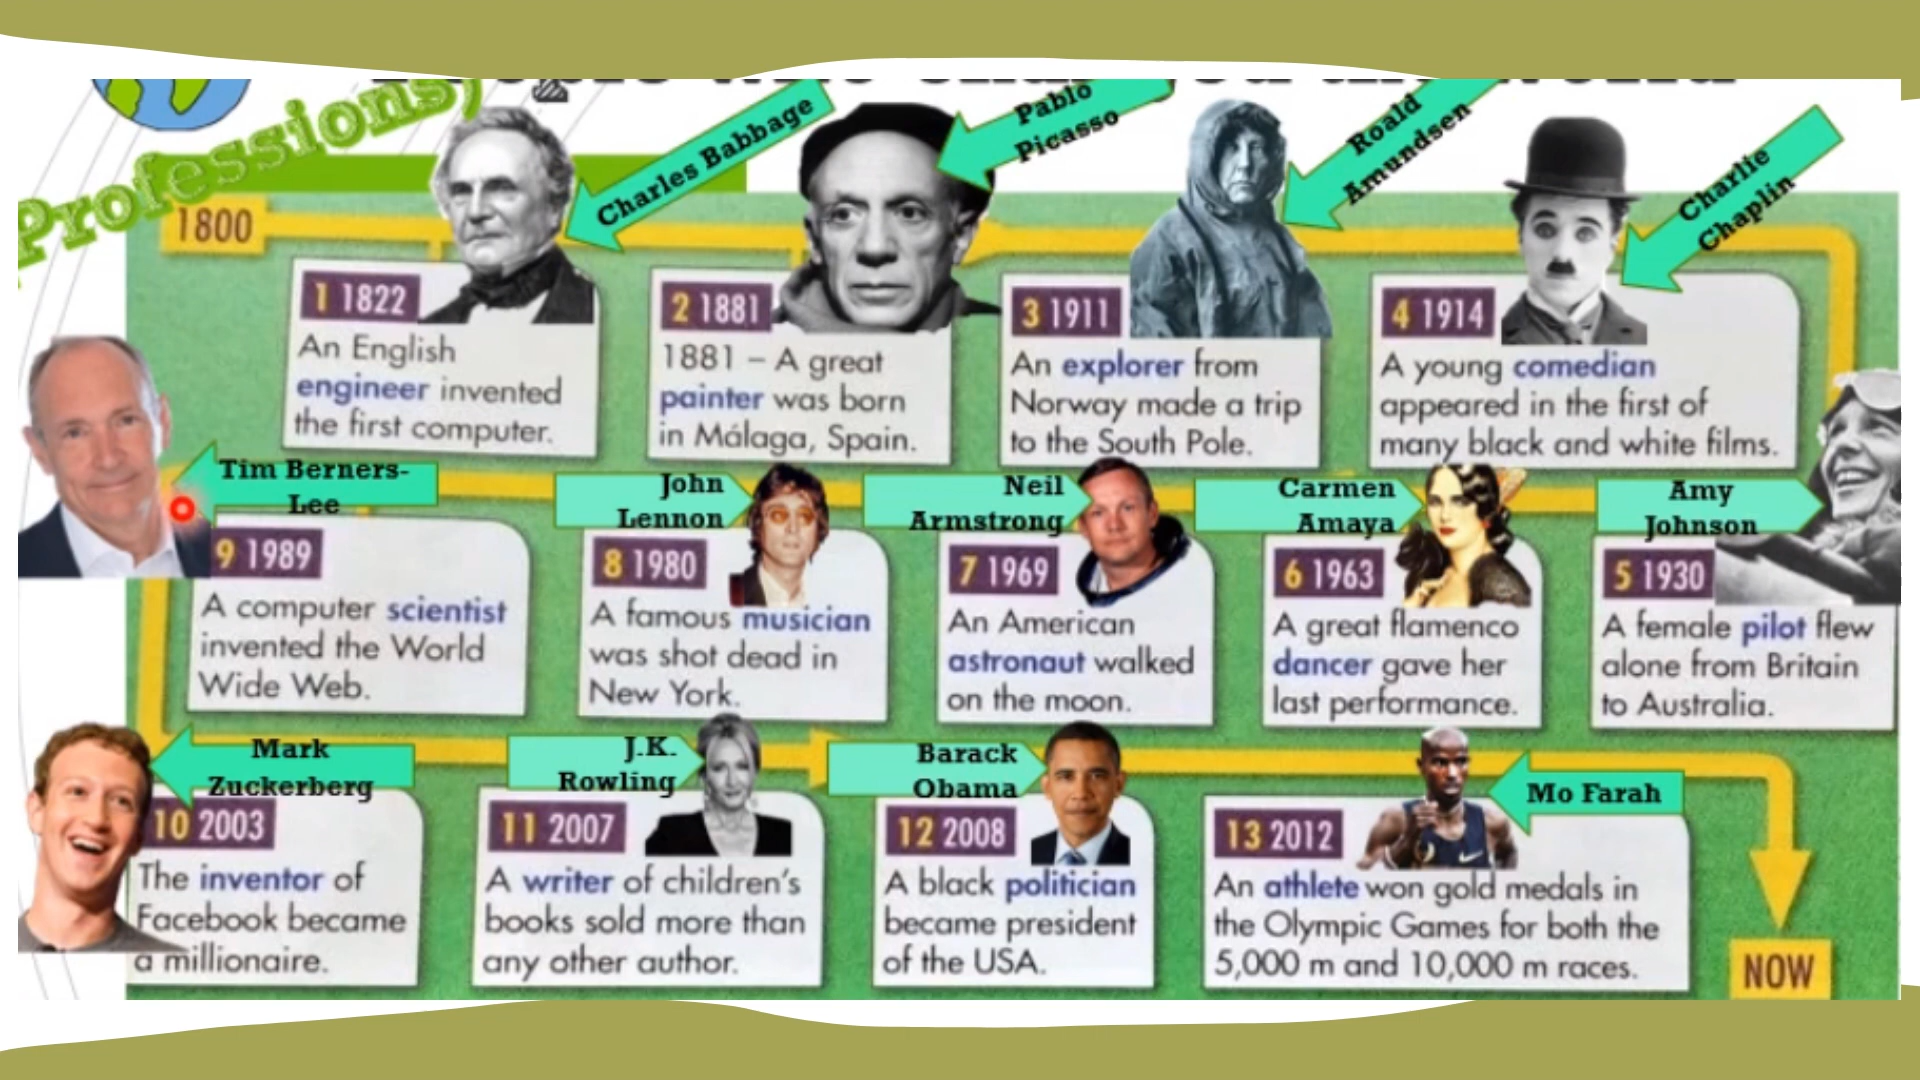 Professions,
Charles Babbage
Pablo
Picasso
Roald
Amundsen
Charlie
Chaplin
1800
1 1822
An English
engineer invented
the first computer.
2 1881
1881 – A great
painter was born
in Málaga, Spain.
3 1911
An explorer from
Norway made a trip
to the South Pole.
4 1914
A young comedian
appeared in the first of
many black and white films.
Tim Berners-
Lee
9 1989
A computer scientist
invented the World
Wide Web.
John
Lennon
8 1980
A famous musician
was shot dead in
New York.
Neil
Armstrong
7 1969
An American
astronaut walked
on the moon.
Carmen
Amaya
6 1963
A great flamenco
dancer gave her
last performance.
Amy
Johnson
5 1930
A female pilot flew
alone from Britain
to Australia.
Mark
Zuckerberg
10 2003
The inventor of
Facebook became
a millionaire.
J.K.
Rowling
11 2007
A writer of children's
books sold more than
any other author.
Barack
Obama
12 2008
A black politician
became president
of the USA.
Mo Farah
13 2012
An athlete won gold medals in
the Olympic Games for both the
5,000 m and 10,000 m races.
NOW